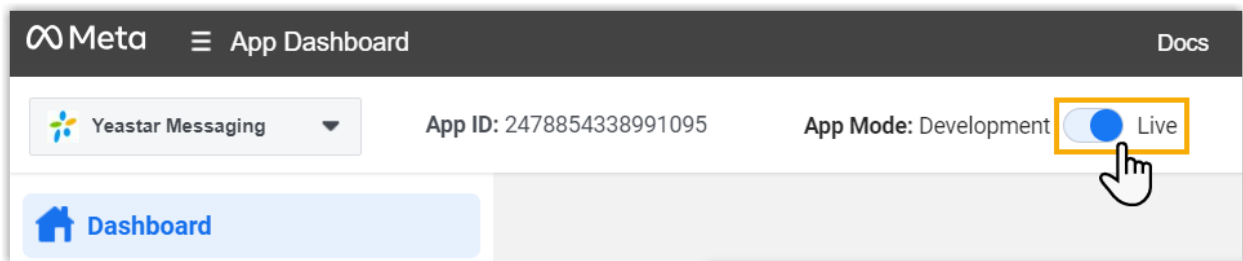 Meta App Dashboard Docs
Yeastar Messaging App ID: 2478854338991095 App Mode: Development Live
Dashboard